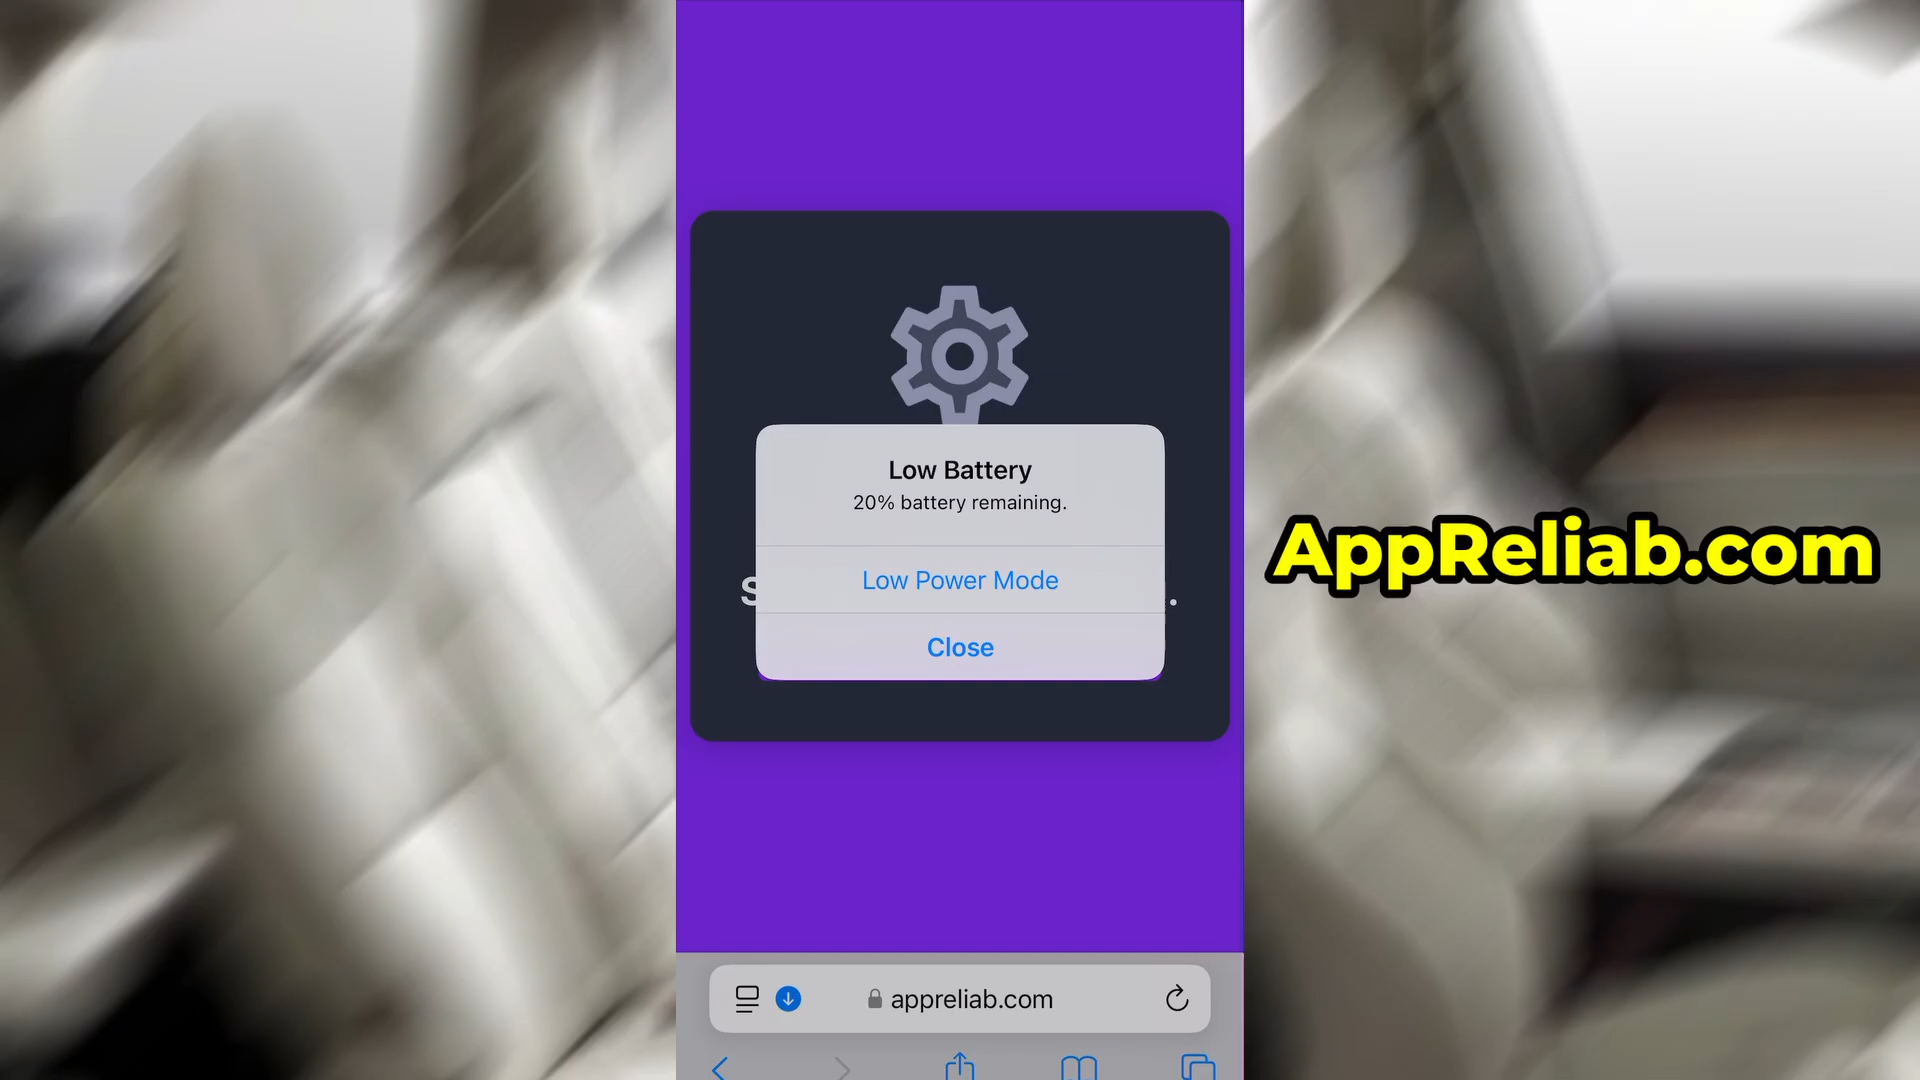 Low Battery
20% battery remaining.
Low Power Mode
Close
AppReliab.com
appreliab.com